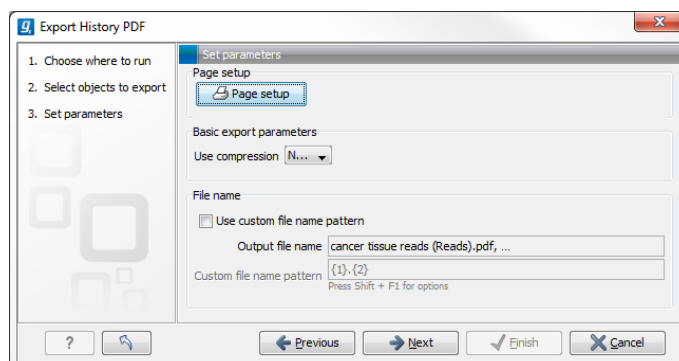 Export History PDF
1. Choose where to run
2. Select objects to export
3. Set parameters
Set parameters
Page setup
Page setup
Basic export parameters
Use compression N...
File name
Use custom file name pattern
Output file name cancer tissue reads (Reads).pdf, ...
Custom file name pattern {1}.{2}
Press Shift + F1 for options
? Previous Next Finish Cancel